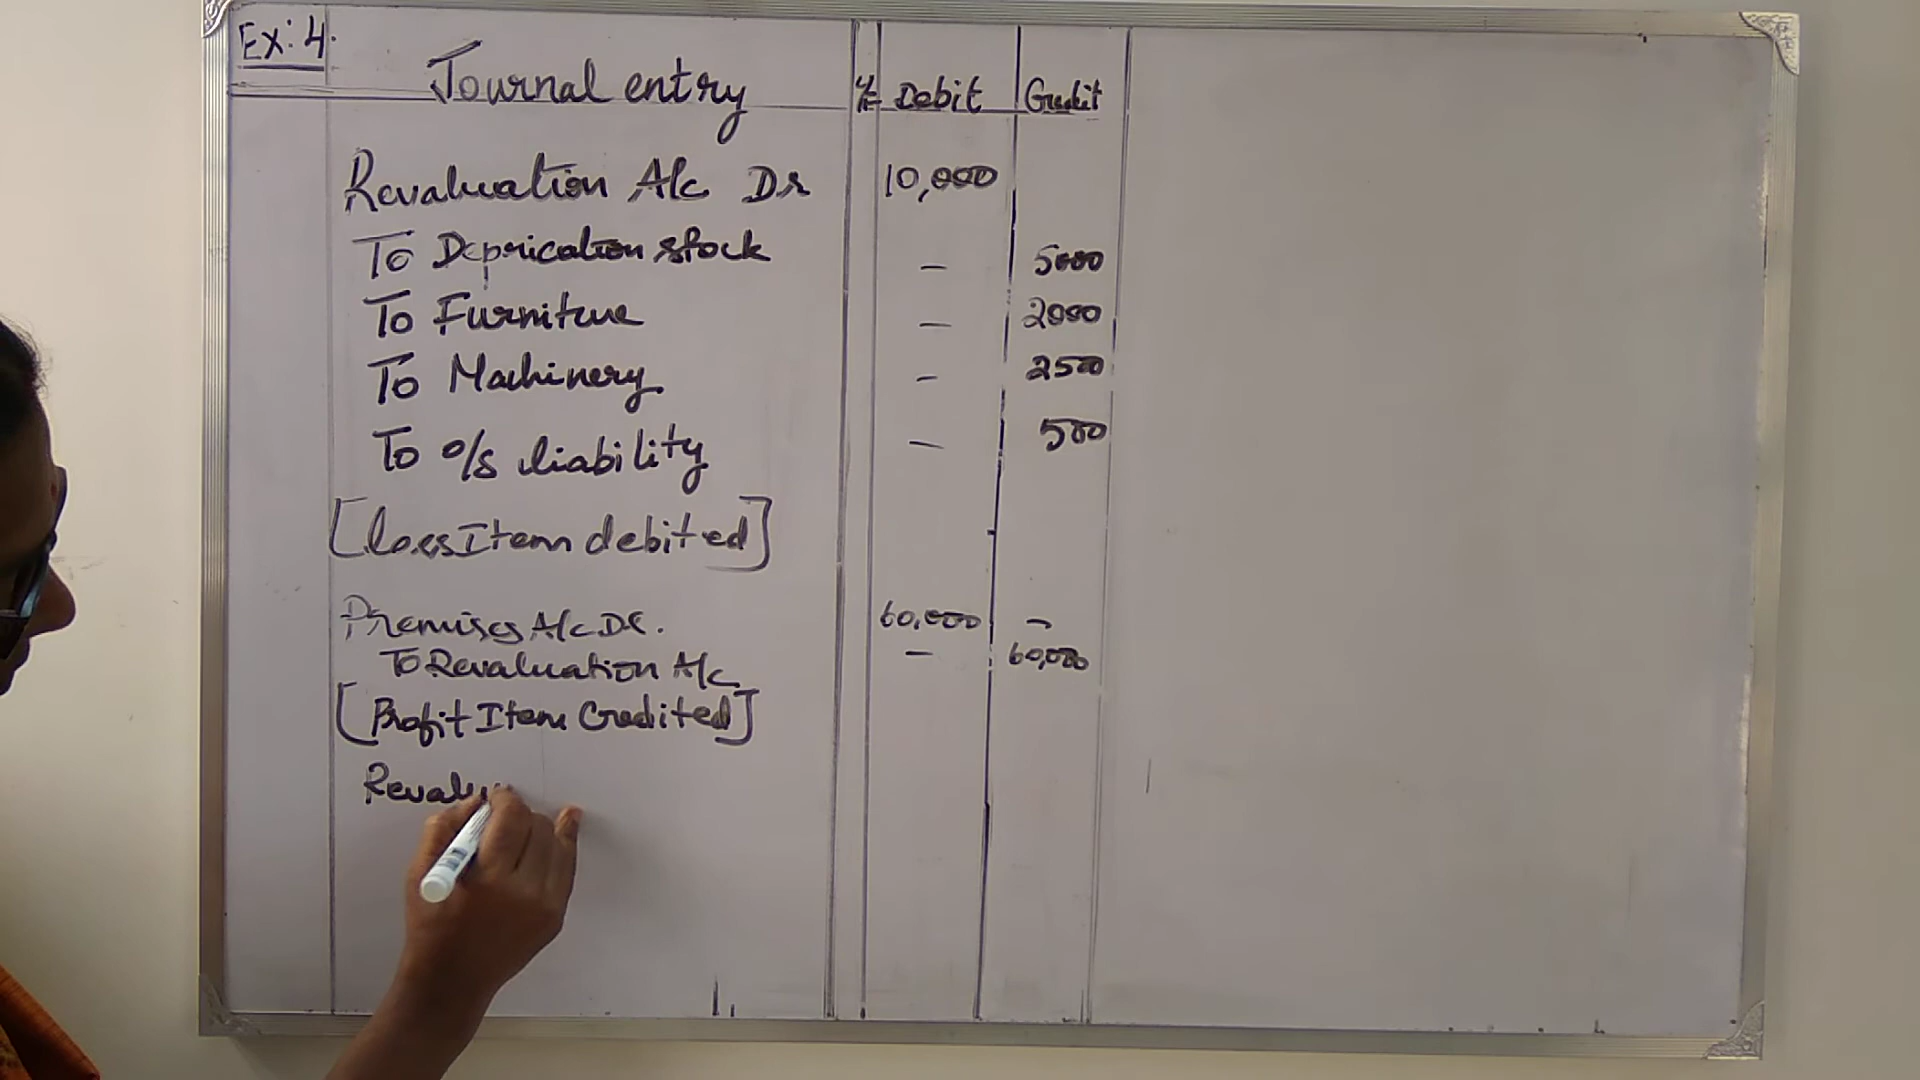 Ex: 4.
Journal entry Debit Credit
Revaluation A/c Dr 10,000
To Deprication stock - 5000
To Furniture - 2000
To Machinery - 2500
To o/s liability - 500
[Loss Item debited]
Premises A/c Dr. 60,000 -
To Revaluation A/c - 60,000
[Profit Item Credited]
Revalu